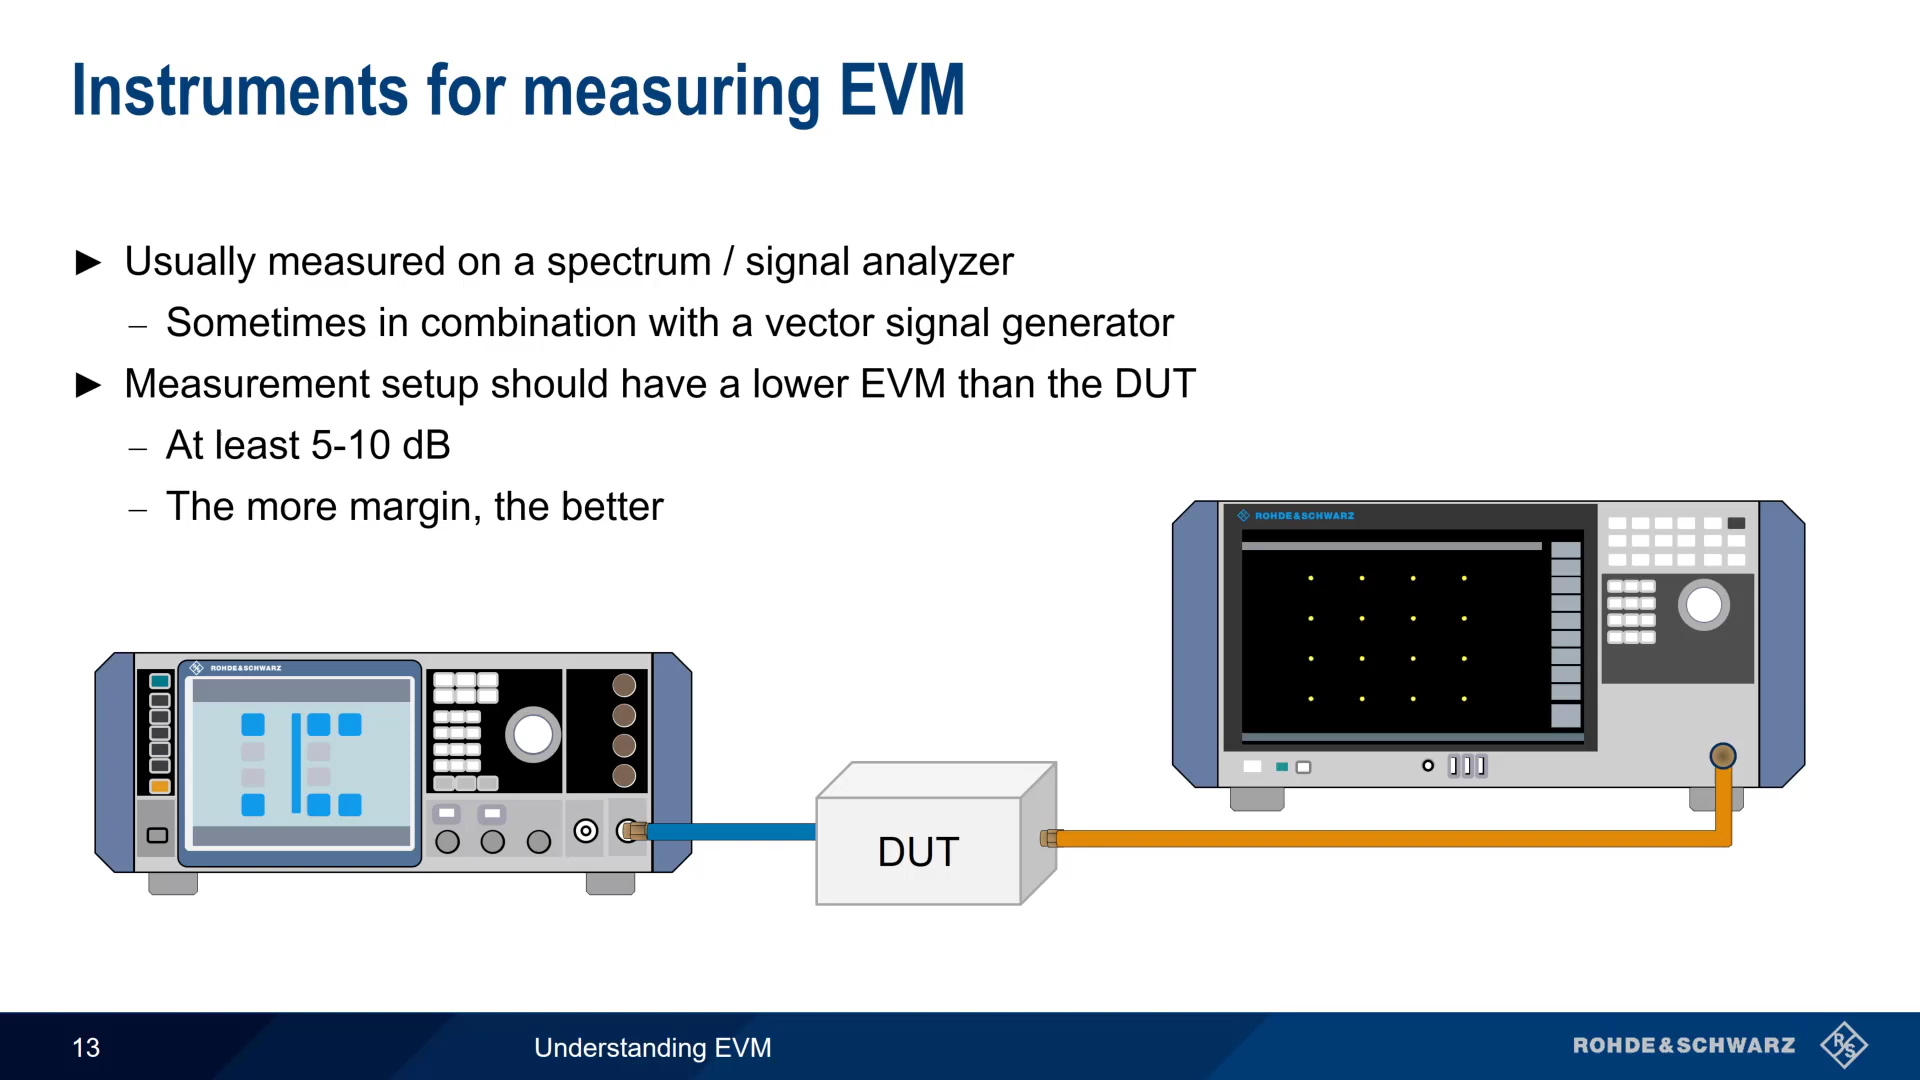 Instruments for measuring EVM
► Usually measured on a spectrum / signal analyzer
– Sometimes in combination with a vector signal generator
► Measurement setup should have a lower EVM than the DUT
– At least 5-10 dB
– The more margin, the better
ROHDE&SCHWARZ
ROHDE&SCHWARZ
DUT
13
Understanding EVM
ROHDE&SCHWARZ
R
S